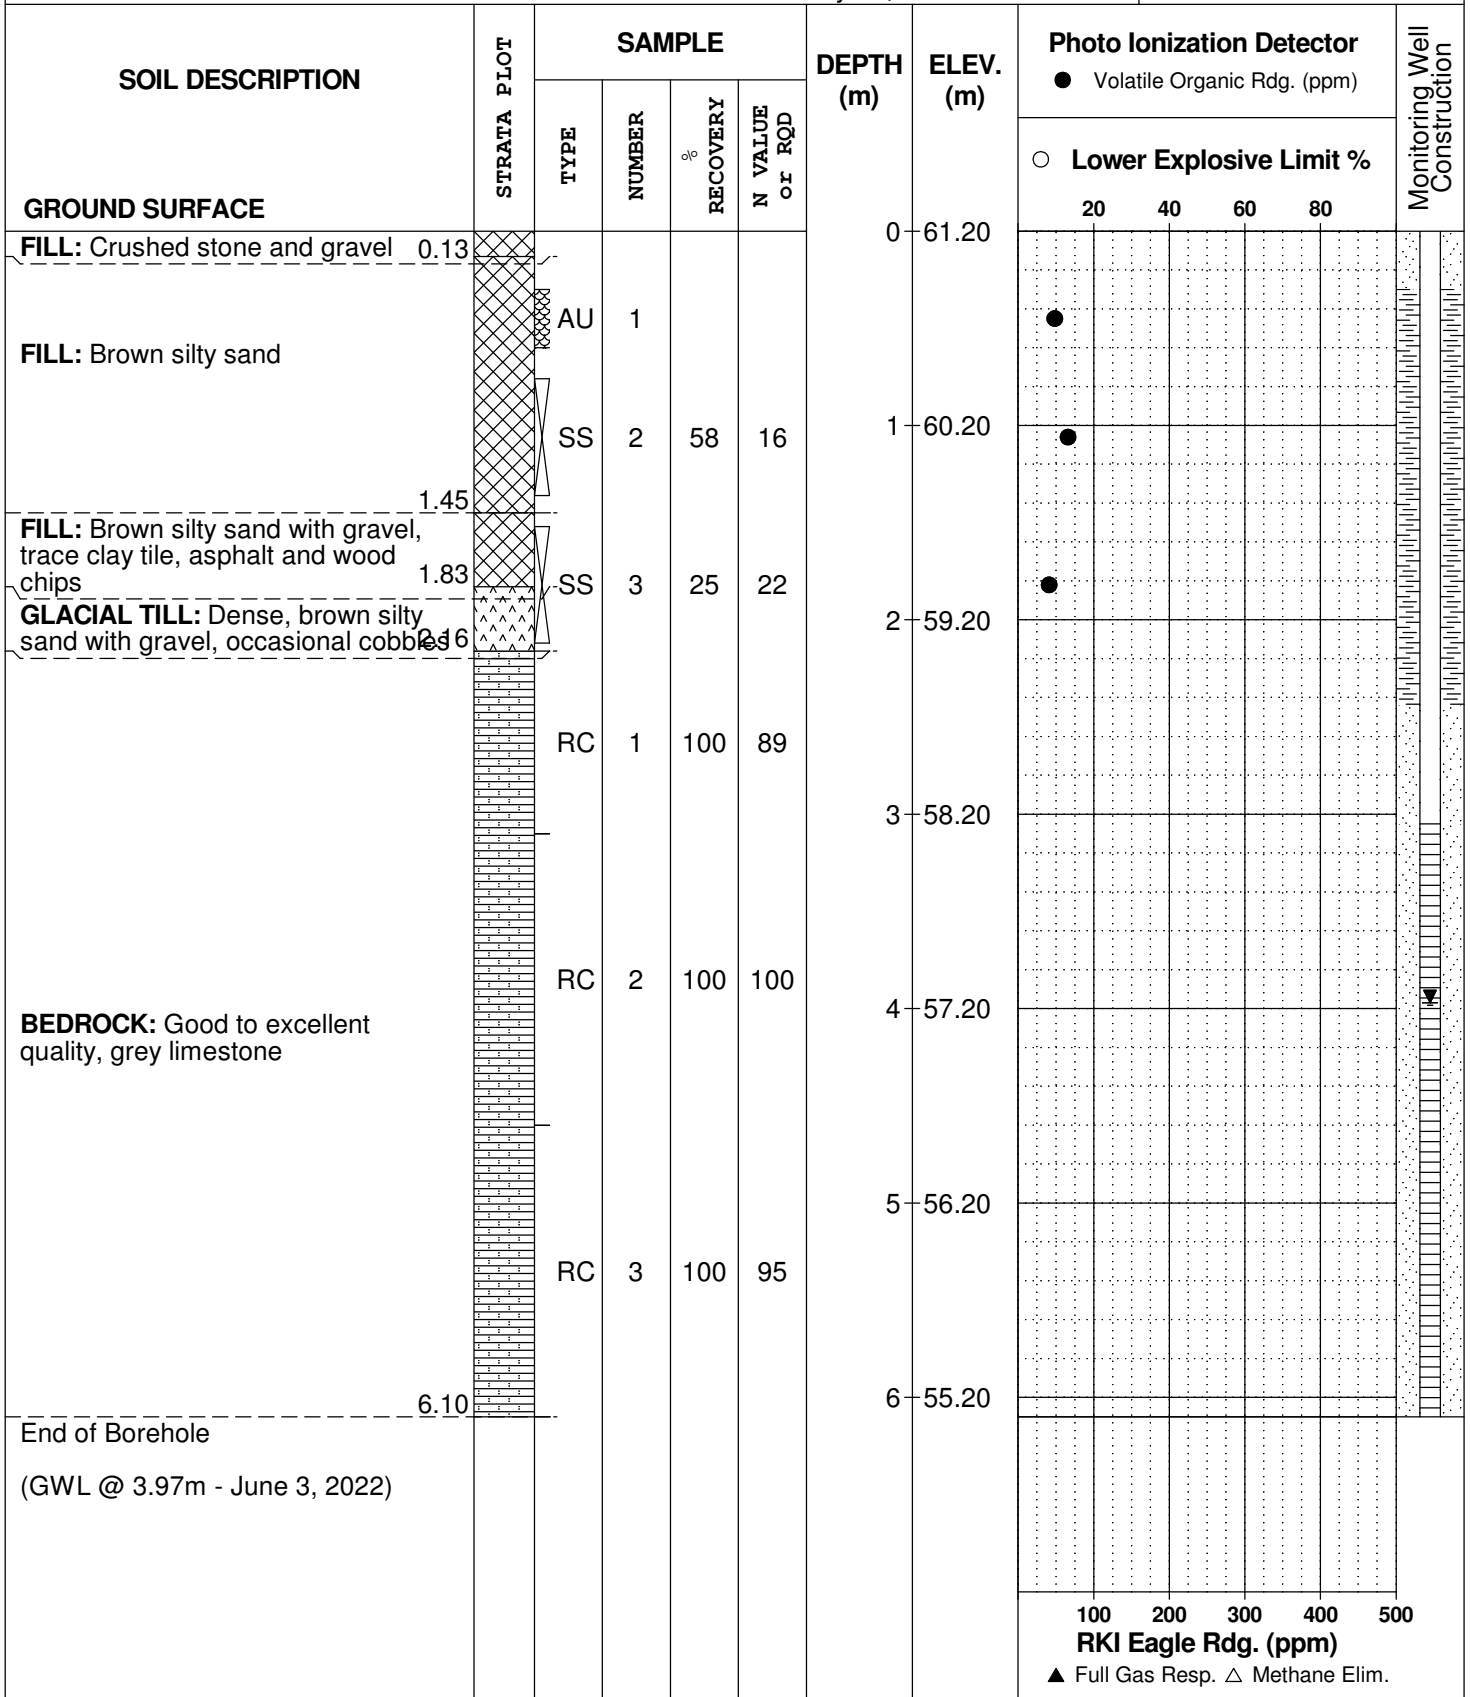 SOIL DESCRIPTION
GROUND SURFACE
STRATA PLOT
SAMPLE
TYPE
NUMBER
% RECOVERY
N VALUE or RQD
DEPTH
(m)
ELEV.
(m)
Photo Ionization Detector
● Volatile Organic Rdg. (ppm)
○ Lower Explosive Limit %
20 40 60 80
Monitoring Well
Construction
0 61.20
FILL: Crushed stone and gravel 0.13
AU 1
FILL: Brown silty sand
1 60.20
SS 2 58 16
1.45
FILL: Brown silty sand with gravel,
trace clay tile, asphalt and wood
chips 1.83
SS 3 25 22
GLACIAL TILL: Dense, brown silty
sand with gravel, occasional cobbles 2.16
2 59.20
RC 1 100 89
3 58.20
RC 2 100 100
4 57.20
BEDROCK: Good to excellent
quality, grey limestone
5 56.20
RC 3 100 95
6 55.20
6.10
End of Borehole
(GWL @ 3.97m - June 3, 2022)
100 200 300 400 500
RKI Eagle Rdg. (ppm)
▲ Full Gas Resp. △ Methane Elim.